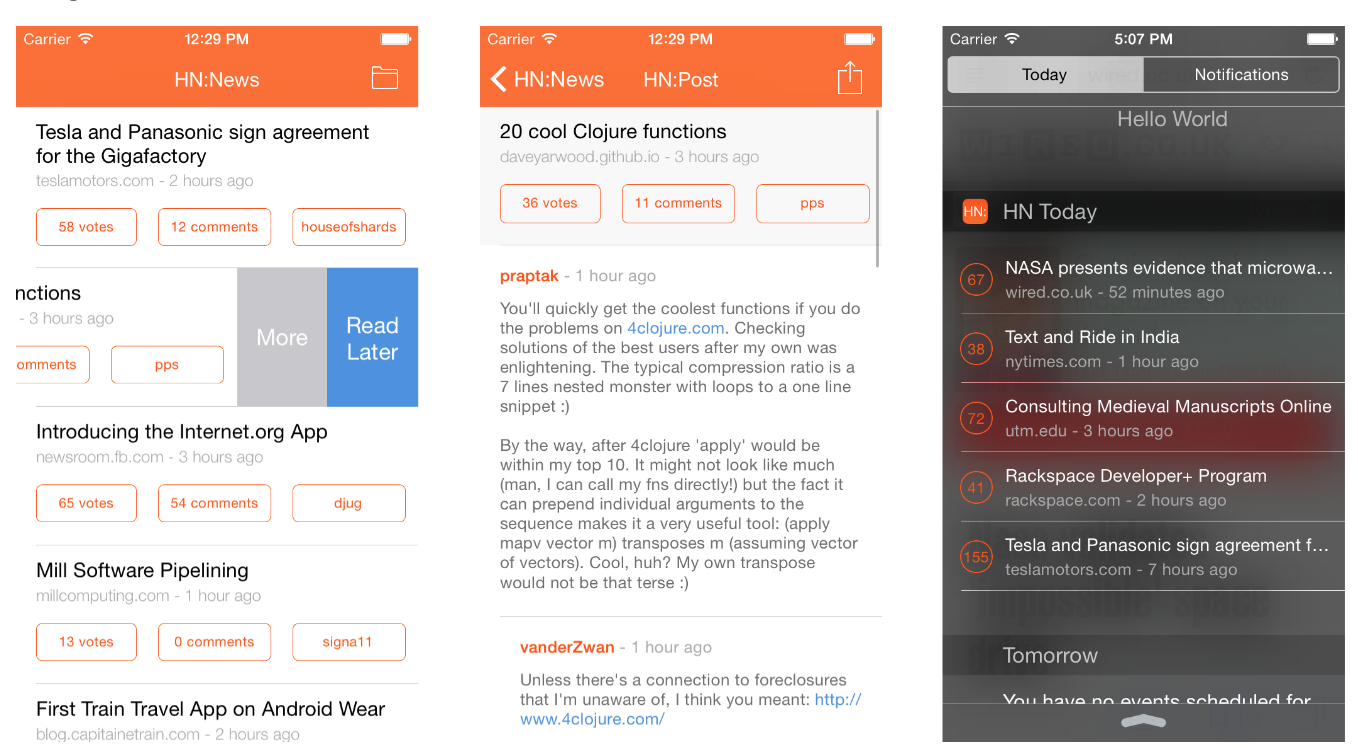 Carrier 12:29 PM
HN:News
Tesla and Panasonic sign agreement
for the Gigafactory
teslamotors.com - 2 hours ago
58 votes 12 comments houseofshards
nctions
- 3 hours ago
omments pps
More Read
Later
Introducing the Internet.org App
newsroom.fb.com - 3 hours ago
65 votes 54 comments djug
Mill Software Pipelining
millcomputing.com - 1 hour ago
13 votes 0 comments signa11
First Train Travel App on Android Wear
blog.capitainetrain.com - 2 hours ago
Carrier 12:29 PM
HN:News HN:Post
20 cool Clojure functions
daveyarwood.github.io - 3 hours ago
36 votes 11 comments pps
praptak - 1 hour ago
You'll quickly get the coolest functions if you do
the problems on 4clojure.com. Checking
solutions of the best users after my own was
enlightening. The typical compression ratio is a
7 lines nested monster with loops to a one line
snippet :)
By the way, after 4clojure 'apply' would be
within my top 10. It might not look like much
(man, I can call my fns directly!) but the fact it
can prepend individual arguments to the
sequence makes it a very useful tool: (apply
mapv vector m) transposes m (assuming vector
of vectors). Cool, huh? My own transpose
would not be that terse :)
vanderZwan - 1 hour ago
Unless there's a connection to foreclosures
that I'm unaware of, I think you meant: http://
www.4clojure.com/
Carrier 5:07 PM
Today Notifications
Hello World
WIRED.CO.UK
HN: HN Today
67 NASA presents evidence that microwa...
wired.co.uk - 52 minutes ago
38 Text and Ride in India
nytimes.com - 1 hour ago
72 Consulting Medieval Manuscripts Online
utm.edu - 3 hours ago
41 Rackspace Developer+ Program
rackspace.com - 2 hours ago
155 Tesla and Panasonic sign agreement f...
teslamotors.com - 7 hours ago
impossible' space
Tomorrow
You have no events scheduled for